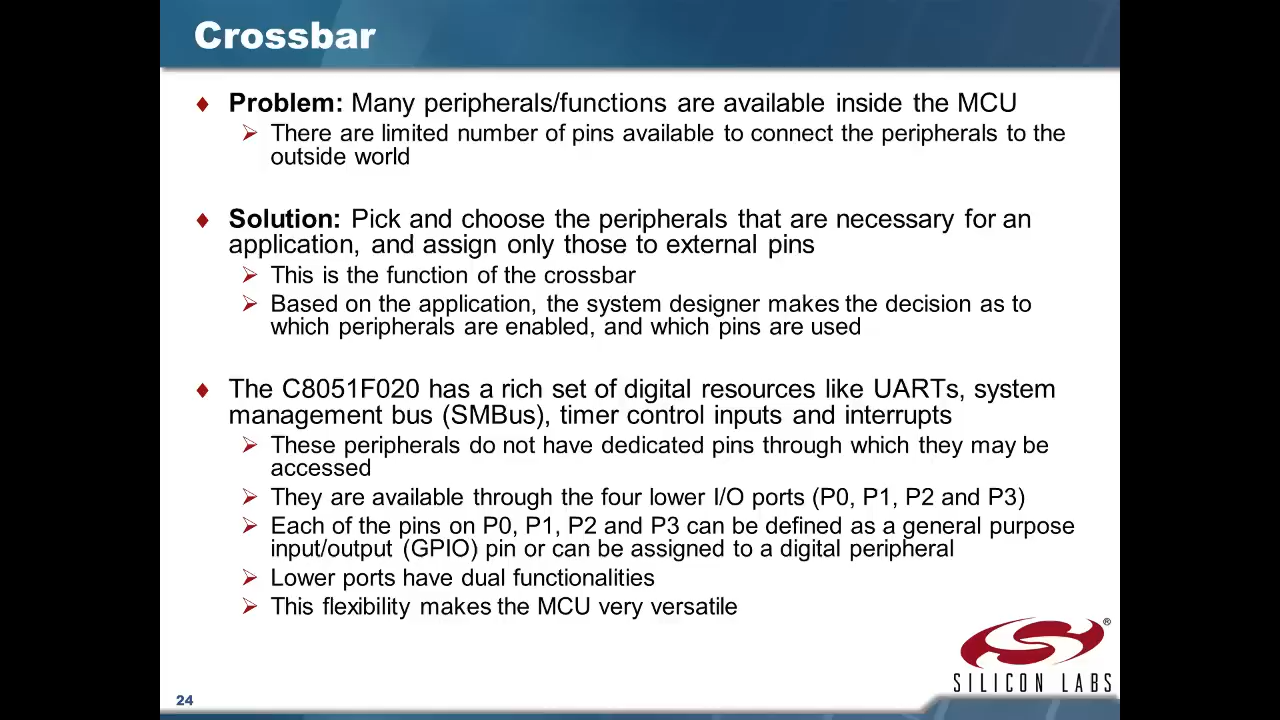 Crossbar
Problem: Many peripherals/functions are available inside the MCU
There are limited number of pins available to connect the peripherals to the
outside world
Solution: Pick and choose the peripherals that are necessary for an
application, and assign only those to external pins
This is the function of the crossbar
Based on the application, the system designer makes the decision as to
which peripherals are enabled, and which pins are used
The C8051F020 has a rich set of digital resources like UARTs, system
management bus (SMBus), timer control inputs and interrupts
These peripherals do not have dedicated pins through which they may be
accessed
They are available through the four lower I/O ports (P0, P1, P2 and P3)
Each of the pins on P0, P1, P2 and P3 can be defined as a general purpose
input/output (GPIO) pin or can be assigned to a digital peripheral
Lower ports have dual functionalities
This flexibility makes the MCU very versatile
®
SILICON LABS
24